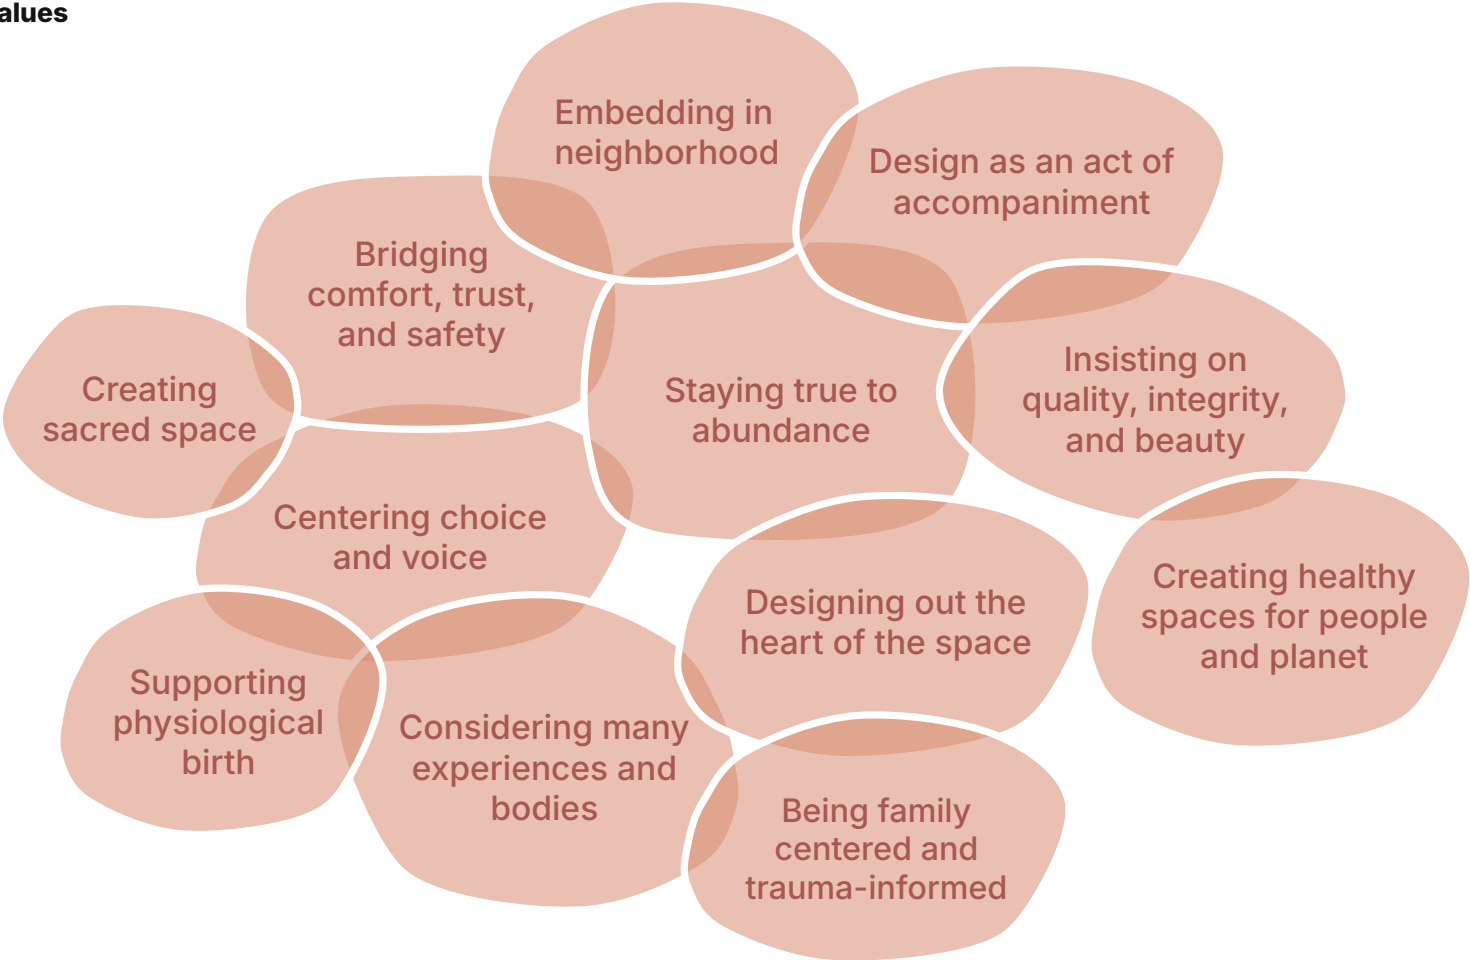 alues
Embedding in
neighborhood
Design as an act of
accompaniment
Bridging
comfort, trust,
and safety
Creating
sacred space
Staying true to
abundance
Insisting on
quality, integrity,
and beauty
Centering choice
and voice
Designing out the
heart of the space
Creating healthy
spaces for people
and planet
Supporting
physiological
birth
Considering many
experiences and
bodies
Being family
centered and
trauma-informed